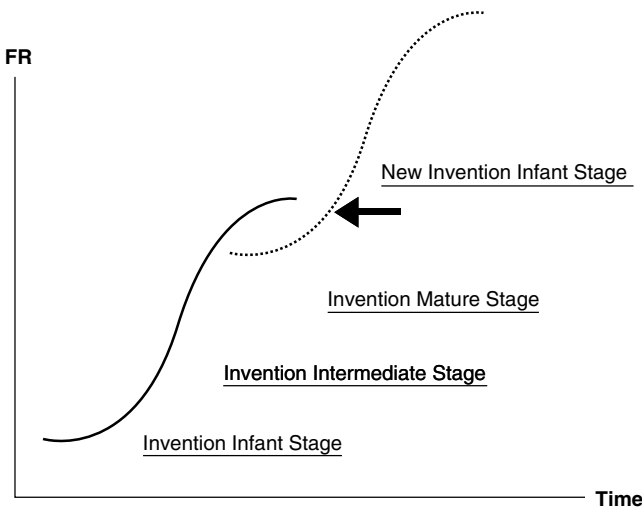 FR
New Invention Infant Stage
Invention Mature Stage
Invention Intermediate Stage
Invention Infant Stage
Time